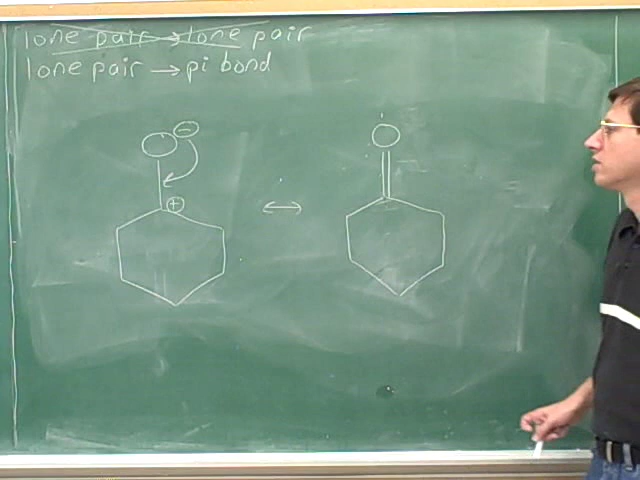 lone pair → lone pair
lone pair → pi bond
O ⊖ O
⊕ ↔